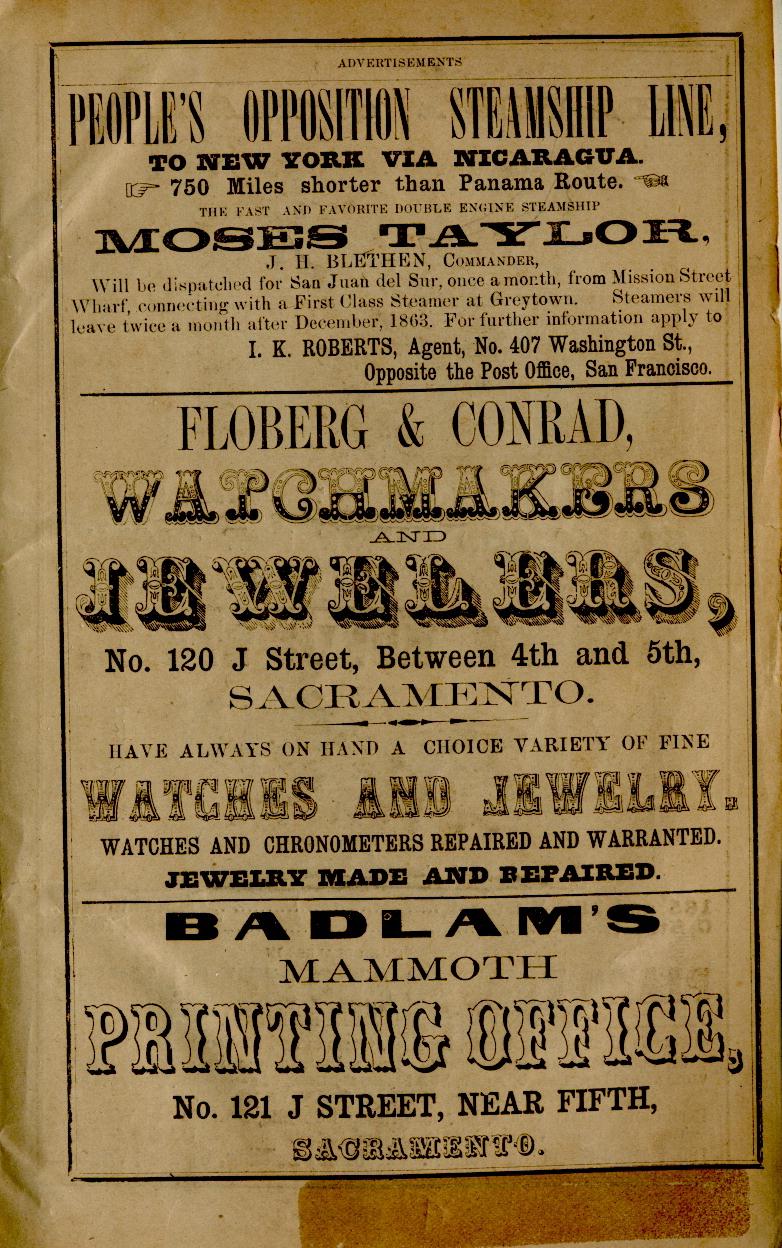 ADVERTISEMENTS
PEOPLE'S OPPOSITION STEAMSHIP LINE,
TO NEW YORK VIA NICARAGUA.
750 Miles shorter than Panama Route.
THE FAST AND FAVORITE DOUBLE ENGINE STEAMSHIP
MOSES TAYLOR,
J. H. BLETHEN, COMMANDER,
Will be dispatched for San Juan del Sur, once a month, from Mission Street
Wharf, connecting with a First Class Steamer at Greytown. Steamers will
leave twice a month after December, 1863. For further information apply to
I. K. ROBERTS, Agent, No. 407 Washington St.,
Opposite the Post Office, San Francisco.
FLOBERG & CONRAD,
WATCHMAKERS
AND
JEWELERS,
No. 120 J Street, Between 4th and 5th,
SACRAMENTO.
HAVE ALWAYS ON HAND A CHOICE VARIETY OF FINE
WATCHES AND JEWELRY.
WATCHES AND CHRONOMETERS REPAIRED AND WARRANTED.
JEWELRY MADE AND REPAIRED.
BADLAM'S
MAMMOTH
PRINTING OFFICE,
No. 121 J STREET, NEAR FIFTH,
SACRAMENTO.